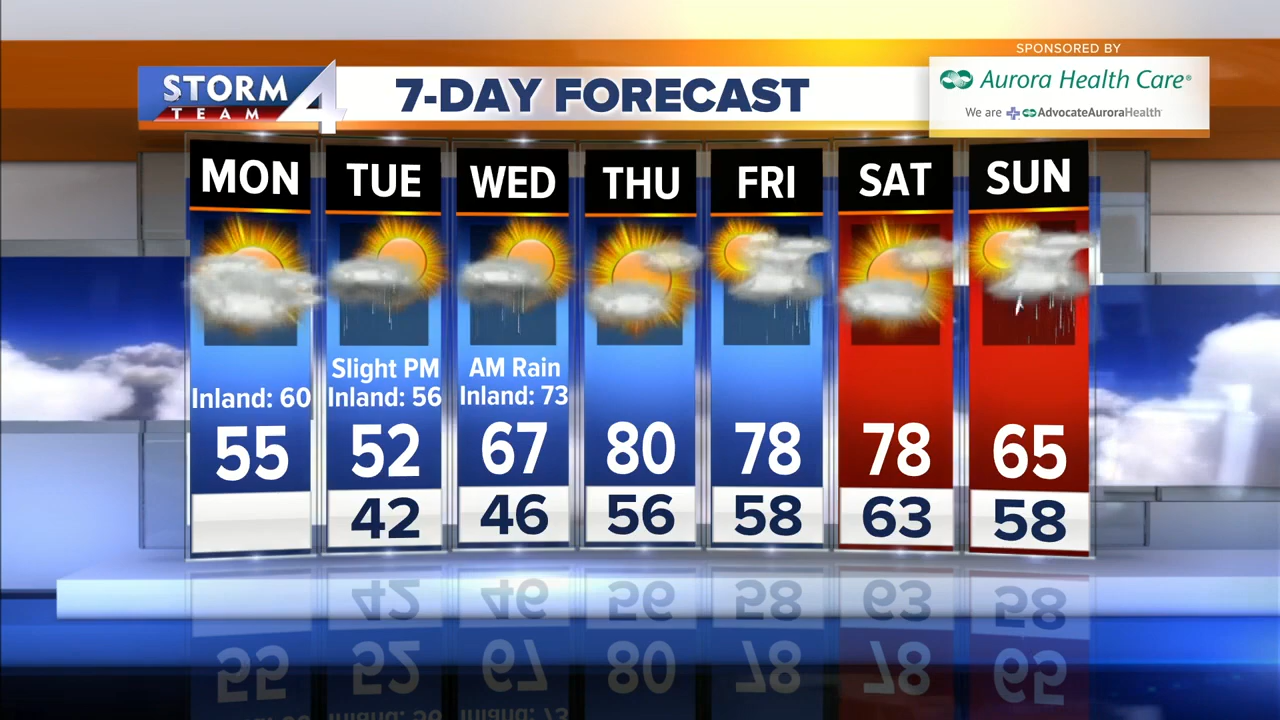 SPONSORED BY
STORM
TEAM 4
7-DAY FORECAST
Aurora Health Care®
We are AdvocateAuroraHealth
MON TUE WED THU FRI SAT SUN
Slight PM AM Rain
Inland: 60 Inland: 56 Inland: 73
55 52 67 80 78 78 65
42 46 56 58 63 58